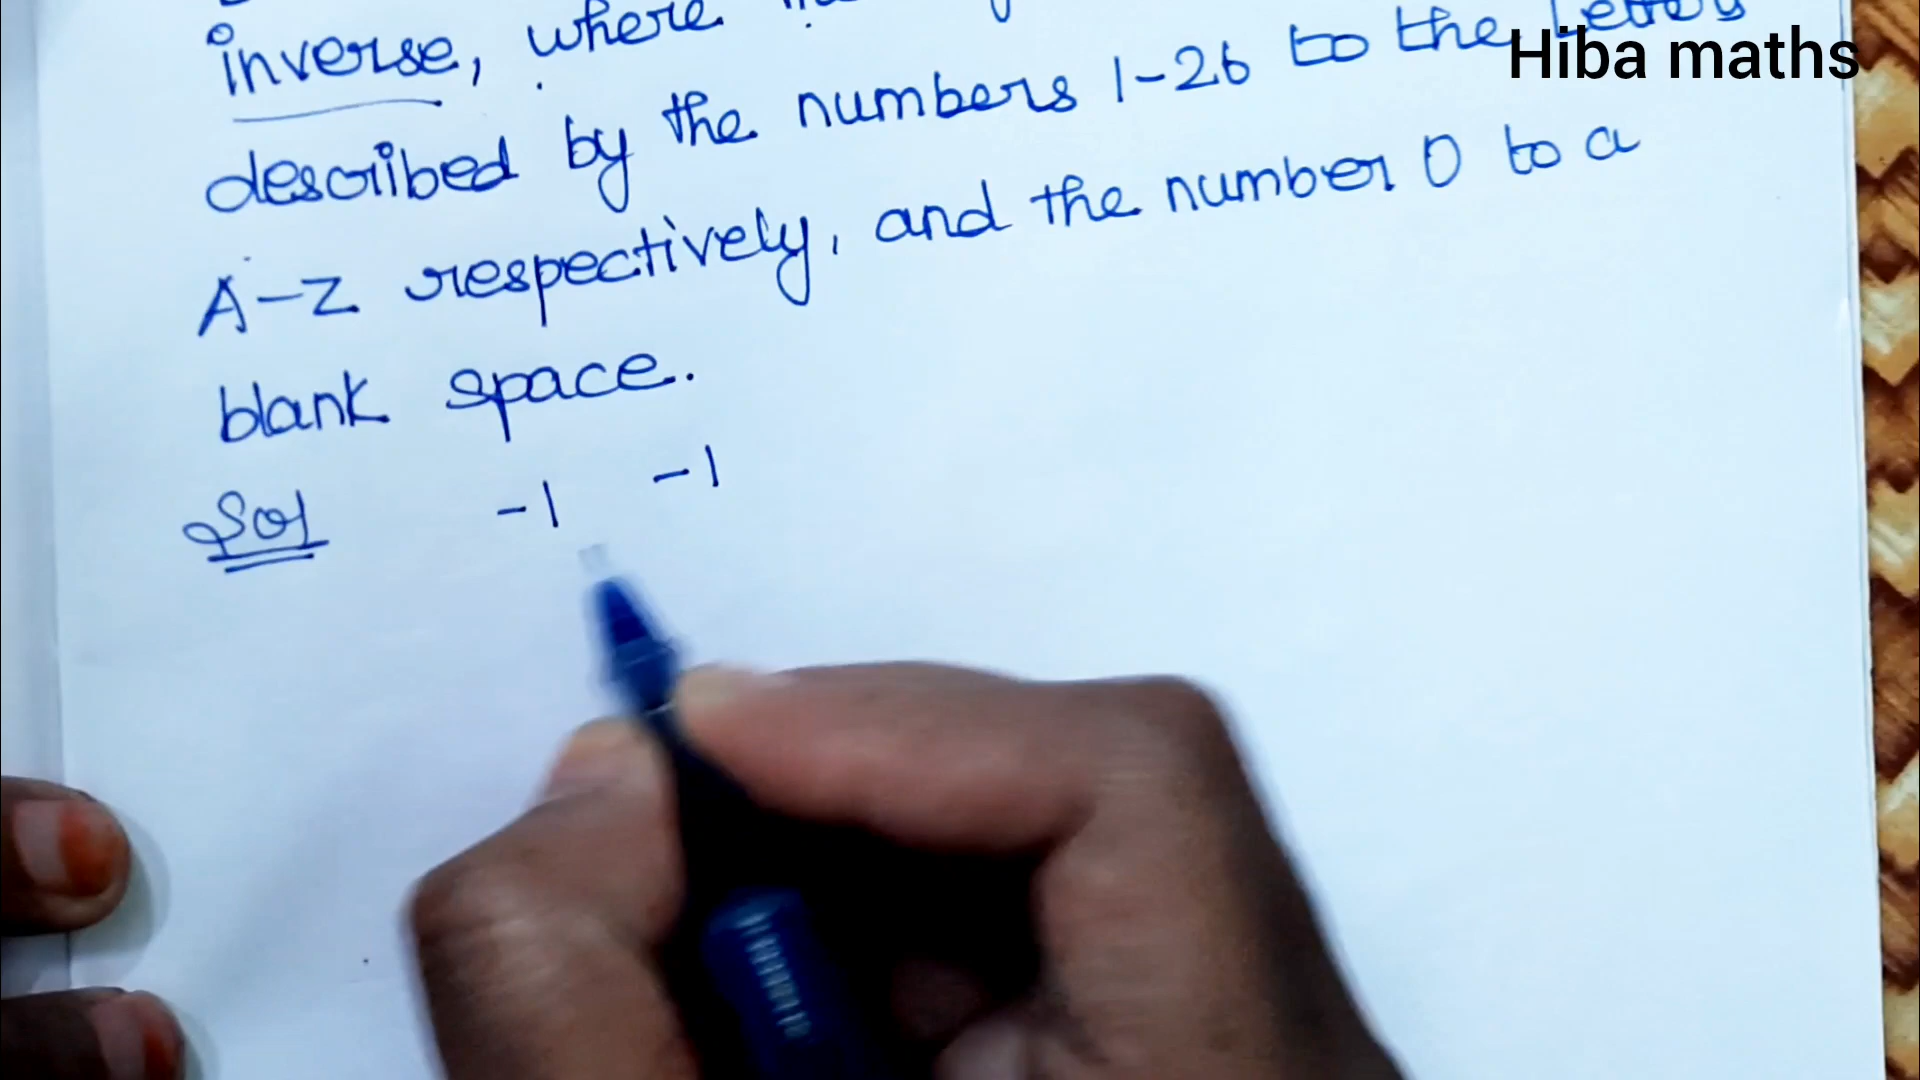 inverse, where
described by the numbers 1-26 to the Letters
Hiba maths
A-Z respectively, and the number 0 to a
blank space.
Sol -1 -1